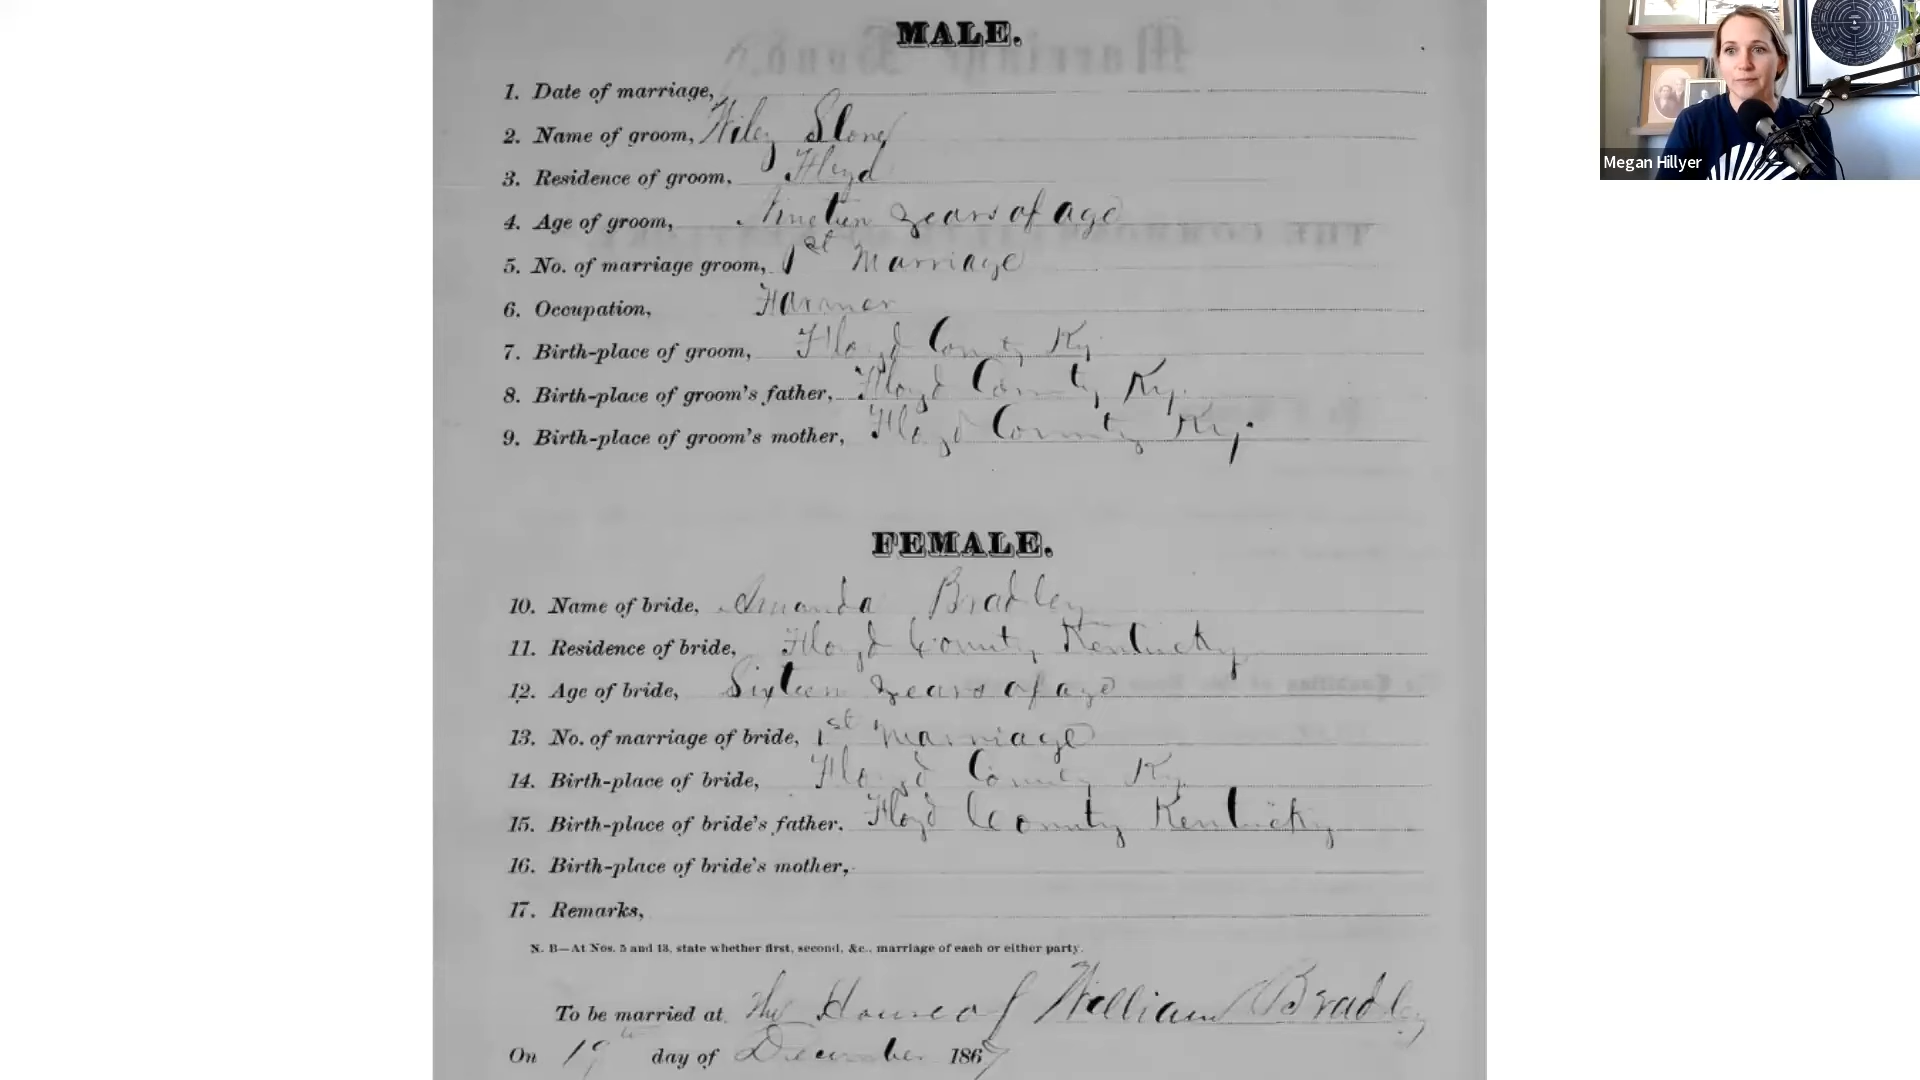 MALE.
1. Date of marriage,
2. Name of groom, Wiley Slone
3. Residence of groom, Floyd
4. Age of groom, Nineteen years of age
5. No. of marriage groom, 1st Marriage
6. Occupation, Farmer
7. Birth-place of groom, Floyd County Ky
8. Birth-place of groom's father, Floyd County Ky.
9. Birth-place of groom's mother, Floyd County Ky.
FEMALE.
10. Name of bride, Amanda Bradley
11. Residence of bride, Floyd County Kentucky
12. Age of bride, Sixteen years of age
13. No. of marriage of bride, 1st Marriage
14. Birth-place of bride, Floyd County Ky.
15. Birth-place of bride's father. Floyd County Kentucky
16. Birth-place of bride's mother,
17. Remarks,
N. B—At Nos. 5 and 13, state whether first, second, &c., marriage of each or either party.
To be married at The House of William Bradley
On 19th day of December 1867
Megan Hillyer